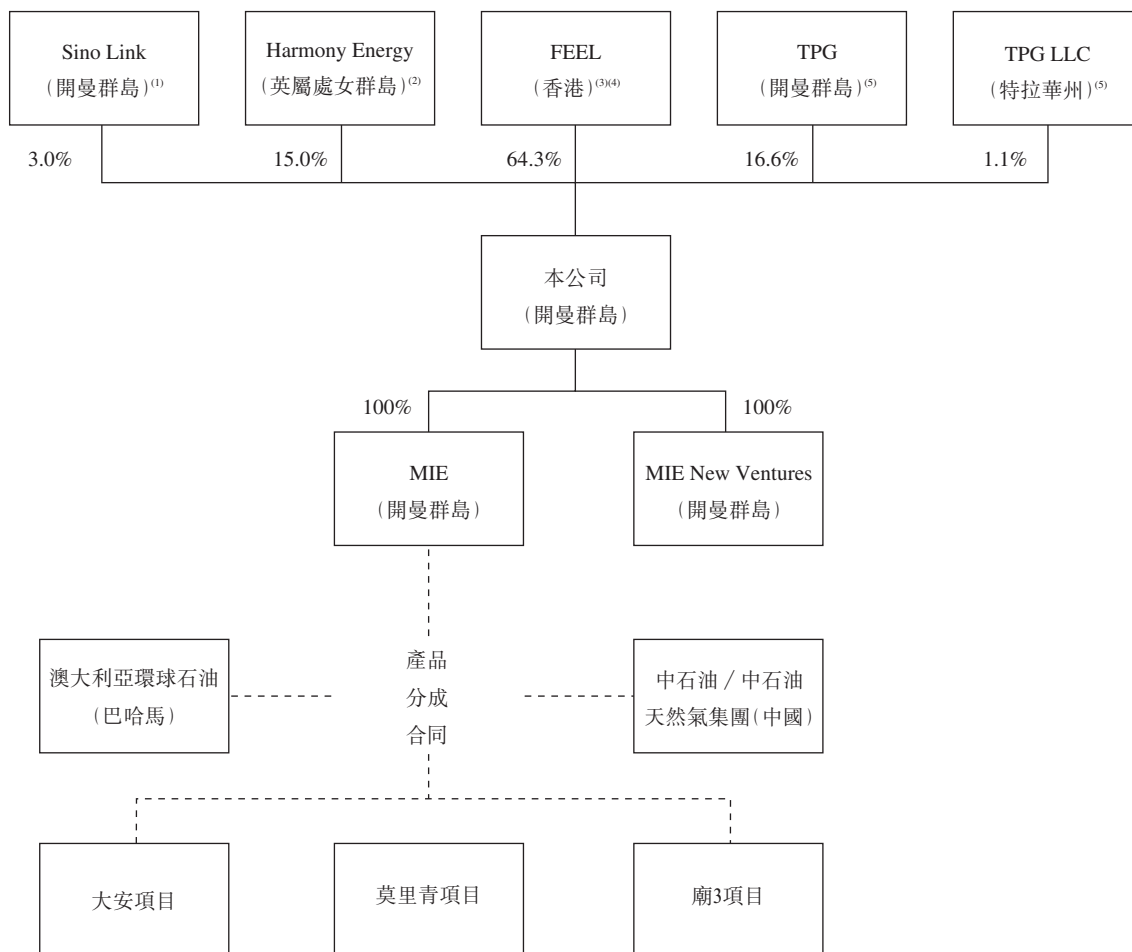 Sino Link
(開曼群島)(1)
Harmony Energy
(英屬處女群島)(2)
FEEL
(香港)(3)(4)
TPG
(開曼群島)(5)
TPG LLC
(特拉華州)(5)
3.0%
15.0%
64.3%
16.6%
1.1%
本公司
(開曼群島)
100%
100%
MIE
(開曼群島)
MIE New Ventures
(開曼群島)
澳大利亞環球石油
(巴哈馬)
產品
分成
合同
中石油 / 中石油
天然氣集團(中國)
大安項目
莫里青項目
廟3項目